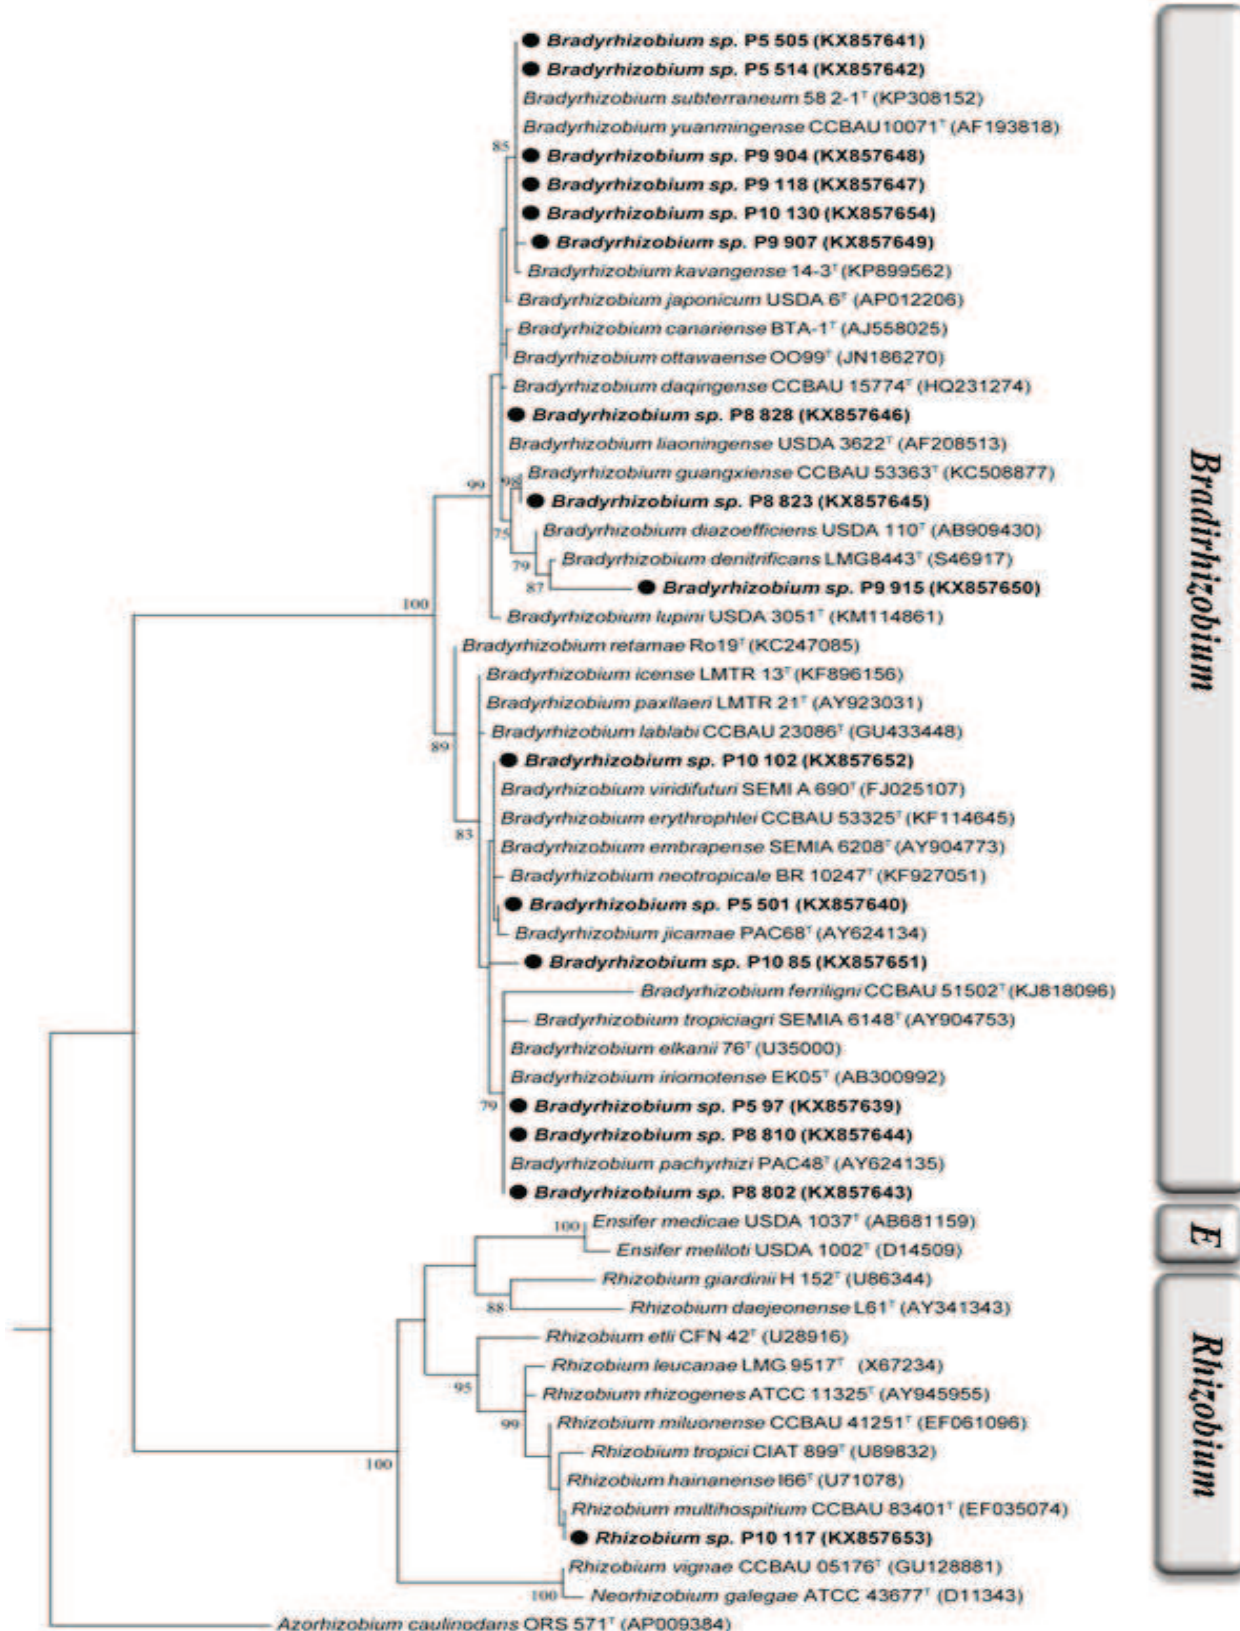 Bradyrhizobium sp. P5 505 (KX857641)
Bradyrhizobium sp. P5 514 (KX857642)
Bradyrhizobium subterraneum 58 2-1ᵀ (KP308152)
Bradyrhizobium yuanmingense CCBAU10071ᵀ (AF193818)
85
Bradyrhizobium sp. P9 904 (KX857648)
Bradyrhizobium sp. P9 118 (KX857647)
Bradyrhizobium sp. P10 130 (KX857654)
Bradyrhizobium sp. P9 907 (KX857649)
Bradyrhizobium kavangense 14-3ᵀ (KP899562)
Bradyrhizobium japonicum USDA 6ᵀ (AP012206)
Bradyrhizobium canariense BTA-1ᵀ (AJ558025)
Bradyrhizobium ottawaense OO99ᵀ (JN186270)
Bradyrhizobium daqingense CCBAU 15774ᵀ (HQ231274)
Bradyrhizobium sp. P8 828 (KX857646)
Bradyrhizobium liaoningense USDA 3622ᵀ (AF208513)
Bradyrhizobium guangxiense CCBAU 53363ᵀ (KC508877)
99
98
Bradyrhizobium sp. P8 823 (KX857645)
Bradyrhizobium diazoefficiens USDA 110ᵀ (AB909430)
75
Bradyrhizobium denitrificans LMG8443ᵀ (S46917)
79
Bradyrhizobium sp. P9 915 (KX857650)
87
100
Bradyrhizobium lupini USDA 3051ᵀ (KM114861)
Bradyrhizobium retamae Ro19ᵀ (KC247085)
Bradyrhizobium icense LMTR 13ᵀ (KF896156)
Bradyrhizobium paxllaeri LMTR 21ᵀ (AY923031)
Bradyrhizobium lablabi CCBAU 23086ᵀ (GU433448)
89
Bradyrhizobium sp. P10 102 (KX857652)
Bradyrhizobium viridifuturi SEMI A 690ᵀ (FJ025107)
Bradyrhizobium erythrophlei CCBAU 53325ᵀ (KF114645)
83
Bradyrhizobium embrapense SEMIA 6208ᵀ (AY904773)
Bradyrhizobium neotropicale BR 10247ᵀ (KF927051)
Bradyrhizobium sp. P5 501 (KX857640)
Bradyrhizobium jicamae PAC68ᵀ (AY624134)
Bradyrhizobium sp. P10 85 (KX857651)
Bradyrhizobium ferriligni CCBAU 51502ᵀ (KJ818096)
Bradyrhizobium tropiciagri SEMIA 6148ᵀ (AY904753)
Bradyrhizobium elkanii 76ᵀ (U35000)
Bradyrhizobium iriomotense EK05ᵀ (AB300992)
79
Bradyrhizobium sp. P5 97 (KX857639)
Bradyrhizobium sp. P8 810 (KX857644)
Bradyrhizobium pachyrhizi PAC48ᵀ (AY624135)
Bradyrhizobium sp. P8 802 (KX857643)
Bradirhizobium
100
Ensifer medicae USDA 1037ᵀ (AB681159)
Ensifer meliloti USDA 1002ᵀ (D14509)
E
Rhizobium giardinii H 152ᵀ (U86344)
88
Rhizobium daejeonense L61ᵀ (AY341343)
Rhizobium etli CFN 42ᵀ (U28916)
Rhizobium leucanae LMG 9517ᵀ (X67234)
95
Rhizobium rhizogenes ATCC 11325ᵀ (AY945955)
99
Rhizobium miluonense CCBAU 41251ᵀ (EF061096)
Rhizobium tropici CIAT 899ᵀ (U89832)
100
Rhizobium hainanense I66ᵀ (U71078)
Rhizobium multihospitium CCBAU 83401ᵀ (EF035074)
Rhizobium sp. P10 117 (KX857653)
Rhizobium vignae CCBAU 05176ᵀ (GU128881)
100
Neorhizobium galegae ATCC 43677ᵀ (D11343)
Rhizobium
Azorhizobium caulinodans ORS 571ᵀ (AP009384)